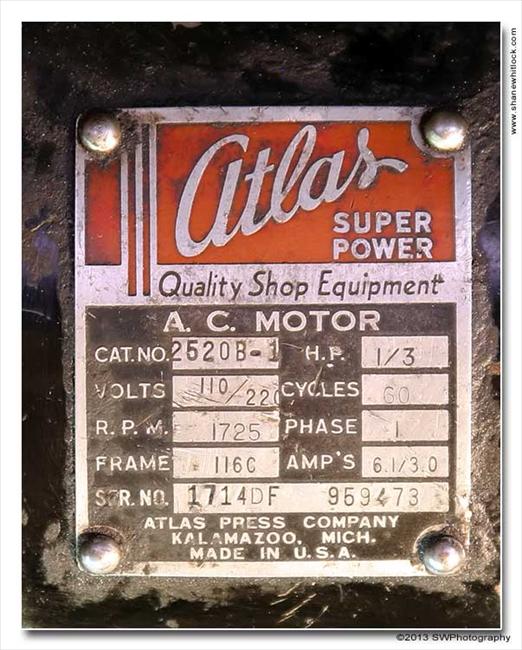 www.shanewhitlock.com
Atlas
SUPER
POWER
Quality Shop Equipment
A. C. MOTOR
CAT. NO. 2520B-1 H.P. 1/3
VOLTS 110/220 CYCLES 60
R. P. M. 1725 PHASE 1
FRAME 116C AMP'S 6.1/3.0
SER. NO. 1714DF 959473
ATLAS PRESS COMPANY
KALAMAZOO, MICH.
MADE IN U.S.A.
©2013 SWPhotography